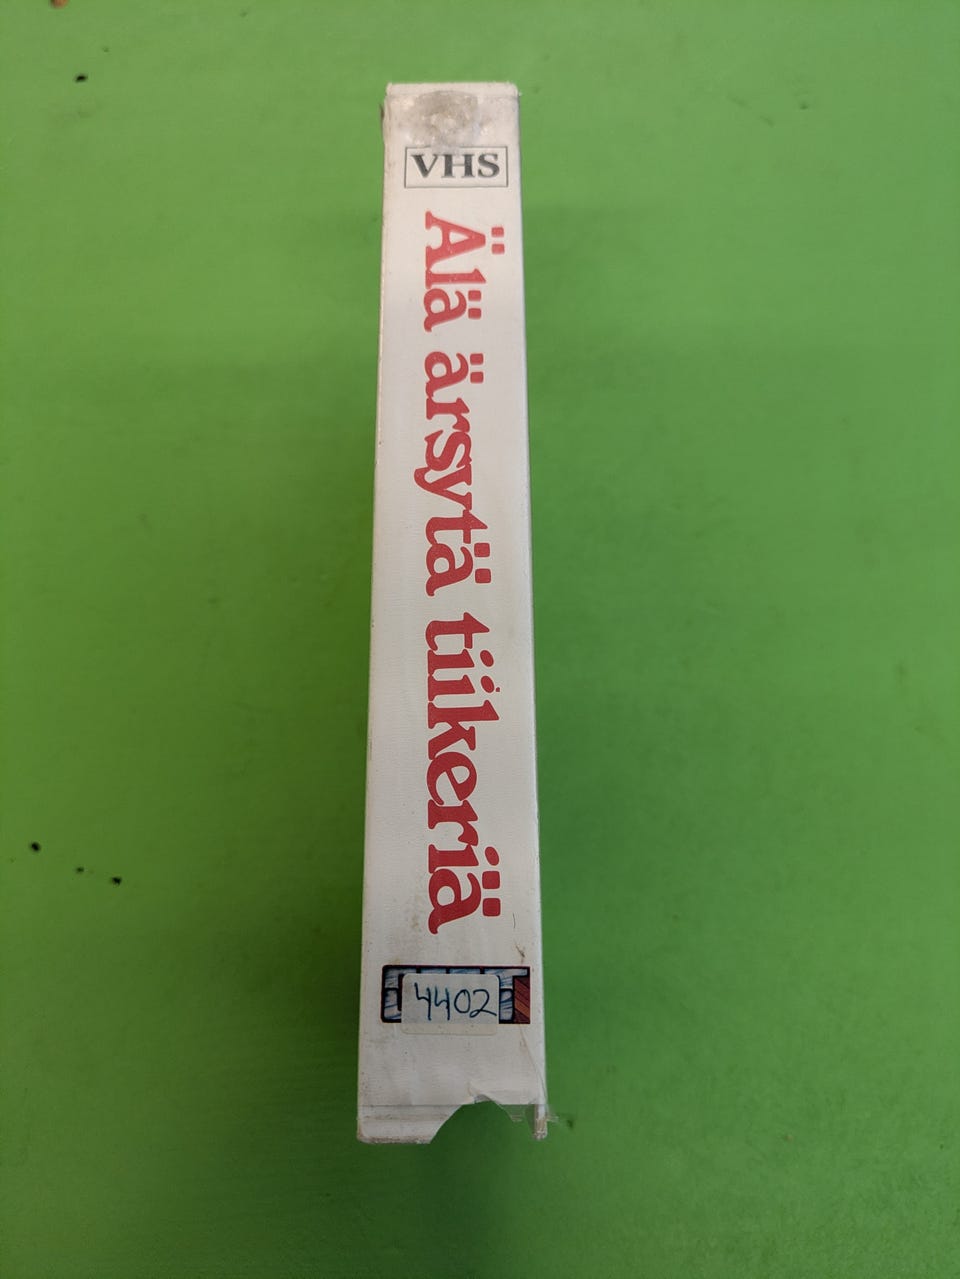 VHS
Älä ärsytä tiikeriä
4402